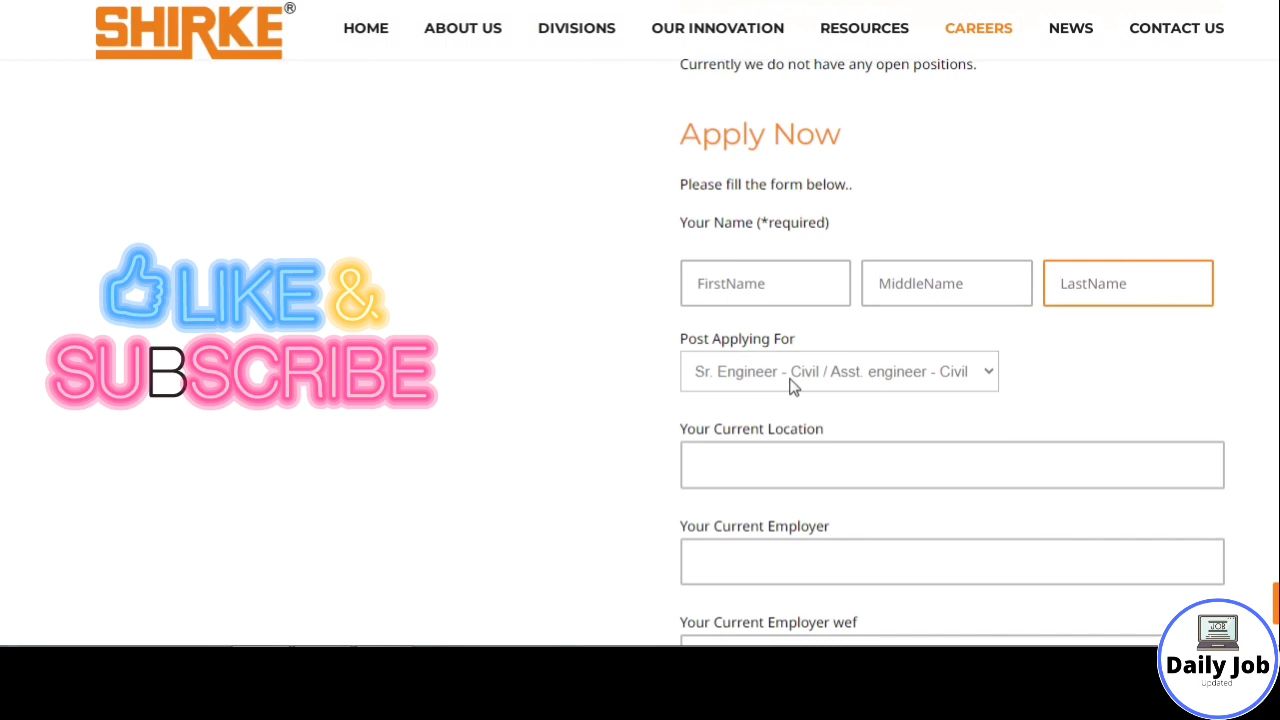 SHIRKE®
HOME ABOUT US DIVISIONS OUR INNOVATION RESOURCES CAREERS NEWS CONTACT US
Currently we do not have any open positions.
Apply Now
Please fill the form below..
Your Name (*required)
FirstName MiddleName LastName
Post Applying For
Sr. Engineer - Civil / Asst. engineer - Civil
Your Current Location
Your Current Employer
Your Current Employer wef
LIKE &
SUBSCRIBE
JOB
Daily Job
Updated